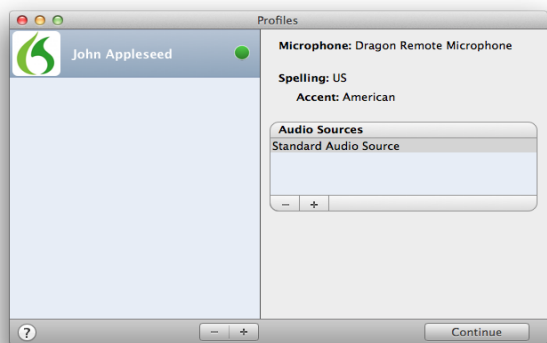 Profiles
John Appleseed
Microphone: Dragon Remote Microphone
Spelling: US
Accent: American
Audio Sources
Standard Audio Source
− +
?
− +
Continue